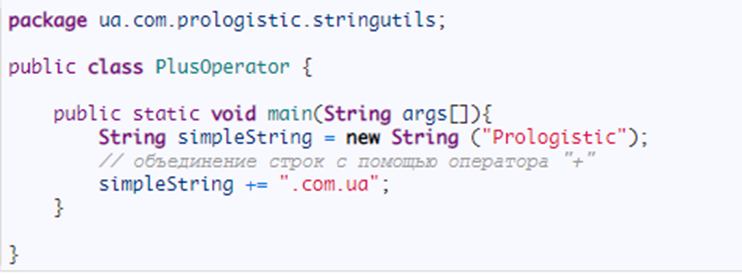 package ua.com.prologistic.stringutils;
public class PlusOperator {
public static void main(String args[]){
String simpleString = new String ("Prologistic");
// объединение строк с помощью оператора "+"
simpleString += ".com.ua";
}
}